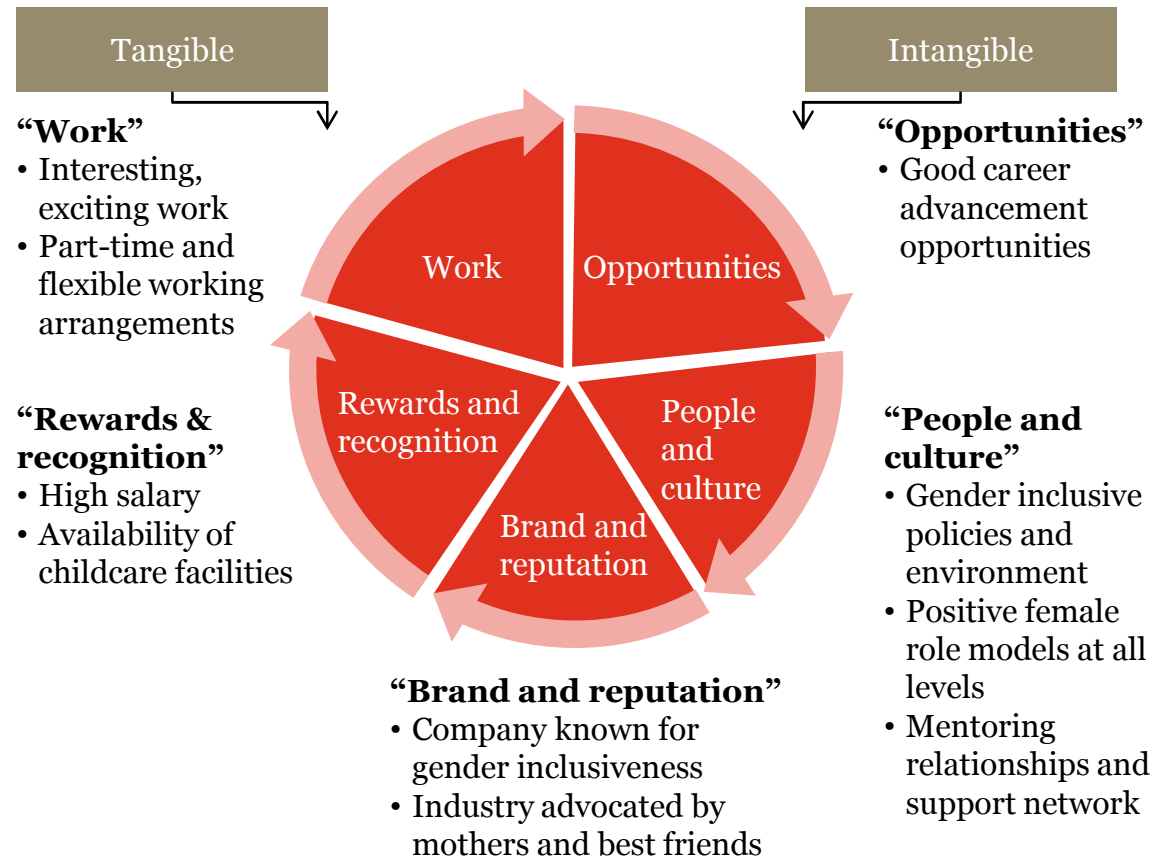 Tangible
Intangible
“Work”
• Interesting,
exciting work
• Part-time and
flexible working
arrangements
“Rewards &
recognition”
• High salary
• Availability of
childcare facilities
Work
Opportunities
Rewards and
recognition
People
and
culture
Brand and
reputation
“Opportunities”
• Good career
advancement
opportunities
“People and
culture”
• Gender inclusive
policies and
environment
• Positive female
role models at all
levels
• Mentoring
relationships and
support network
“Brand and reputation”
• Company known for
gender inclusiveness
• Industry advocated by
mothers and best friends